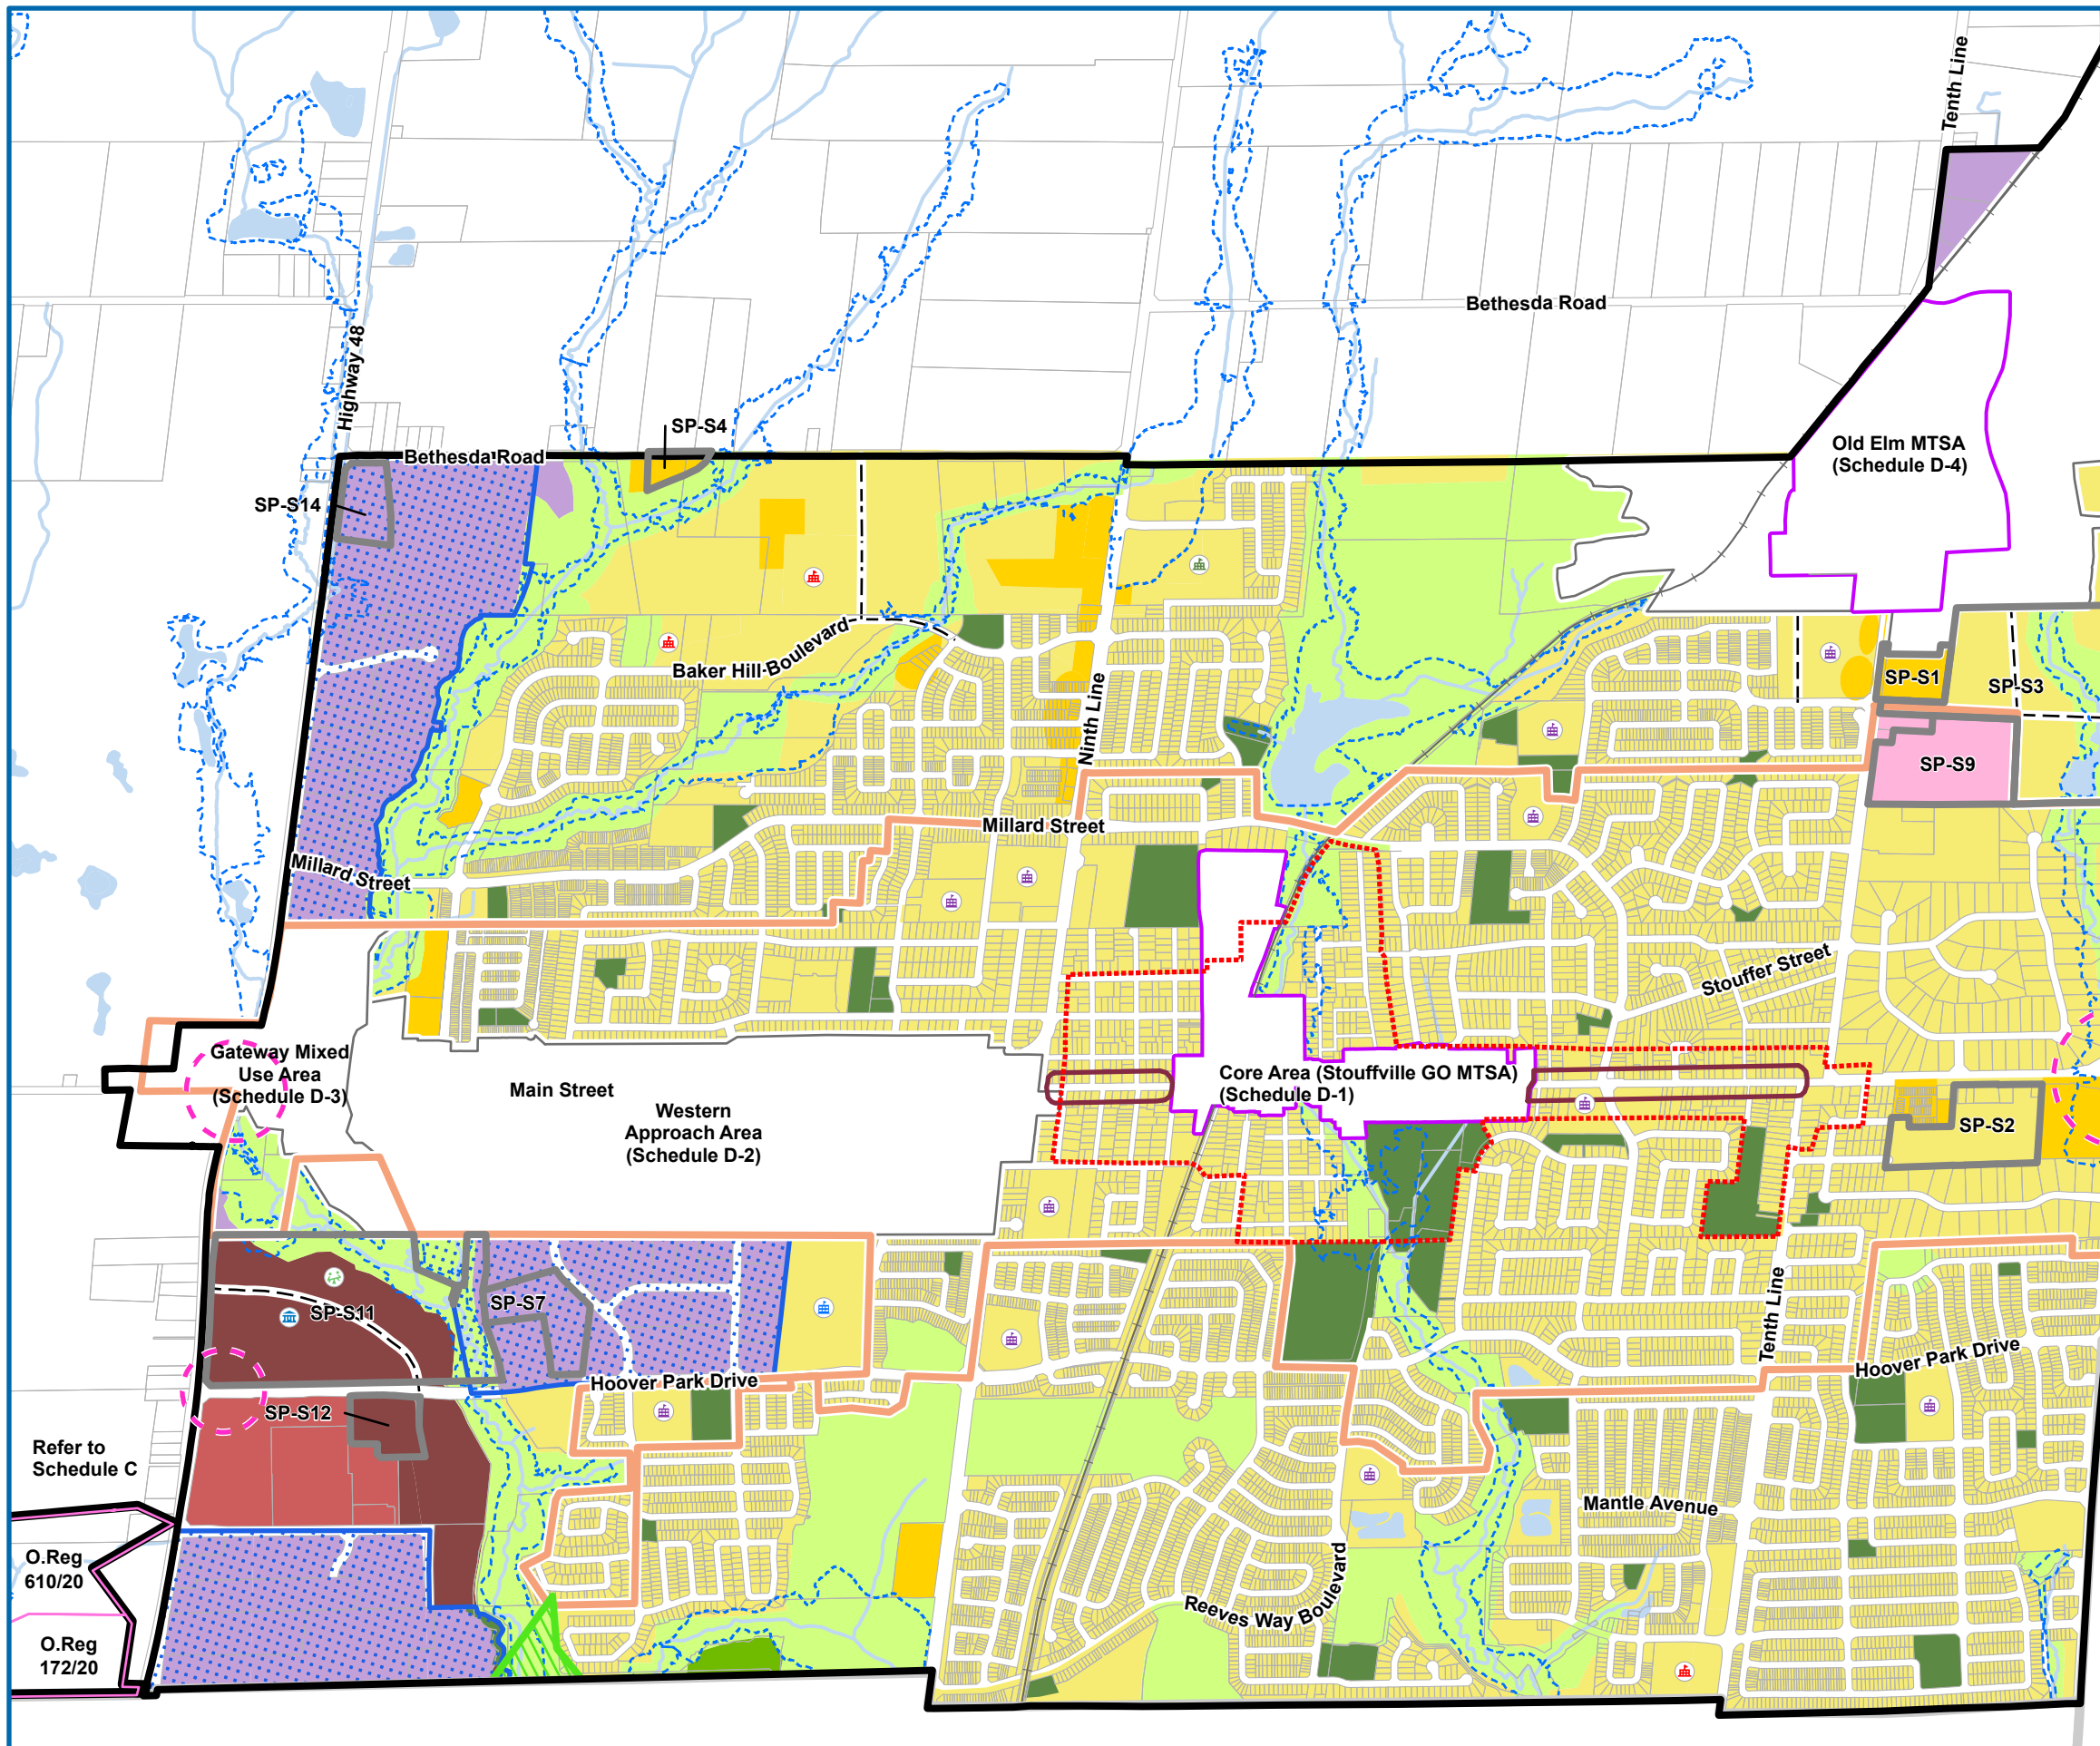 Tenth Line
Bethesda Road
Highway 48
SP-S4
Bethesda Road
Old Elm MTSA
(Schedule D-4)
SP-S14
Baker Hill Boulevard
Ninth Line
SP-S1
SP-S3
SP-S9
Millard Street
Millard Street
Stouffer Street
Gateway Mixed
Use Area
(Schedule D-3)
Main Street
Western
Approach Area
(Schedule D-2)
Core Area (Stouffville GO MTSA)
(Schedule D-1)
SP-S2
SP-S7
SP-S11
Tenth Line
Hoover Park Drive
Hoover Park Drive
SP-S12
Refer to
Schedule C
Mantle Avenue
O.Reg
610/20
Reeves Way Boulevard
O.Reg
172/20